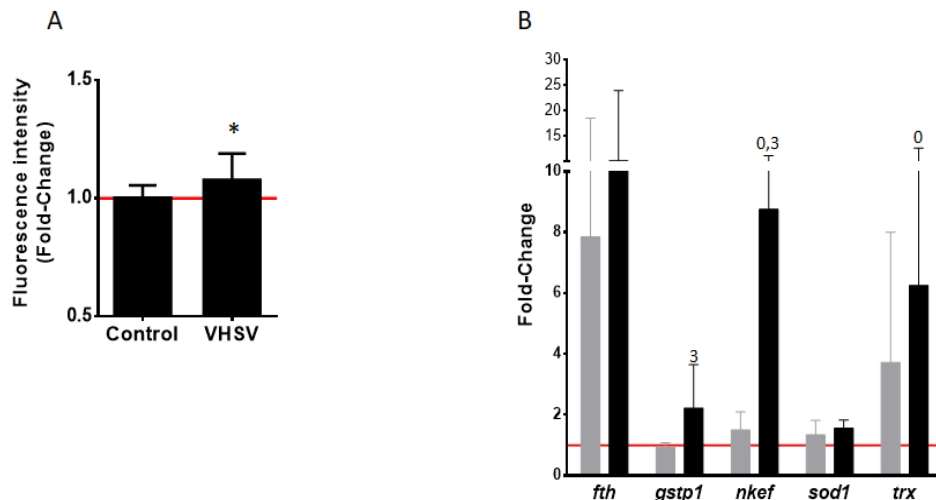 A
Fluorescence intensity
(Fold-Change)
1.5
1.0
0.5
*
Control VHSV
B
Fold-Change
30
25
20
15
10
8
6
4
2
0
3
0,3
0
fth gstp1 nkef sod1 trx